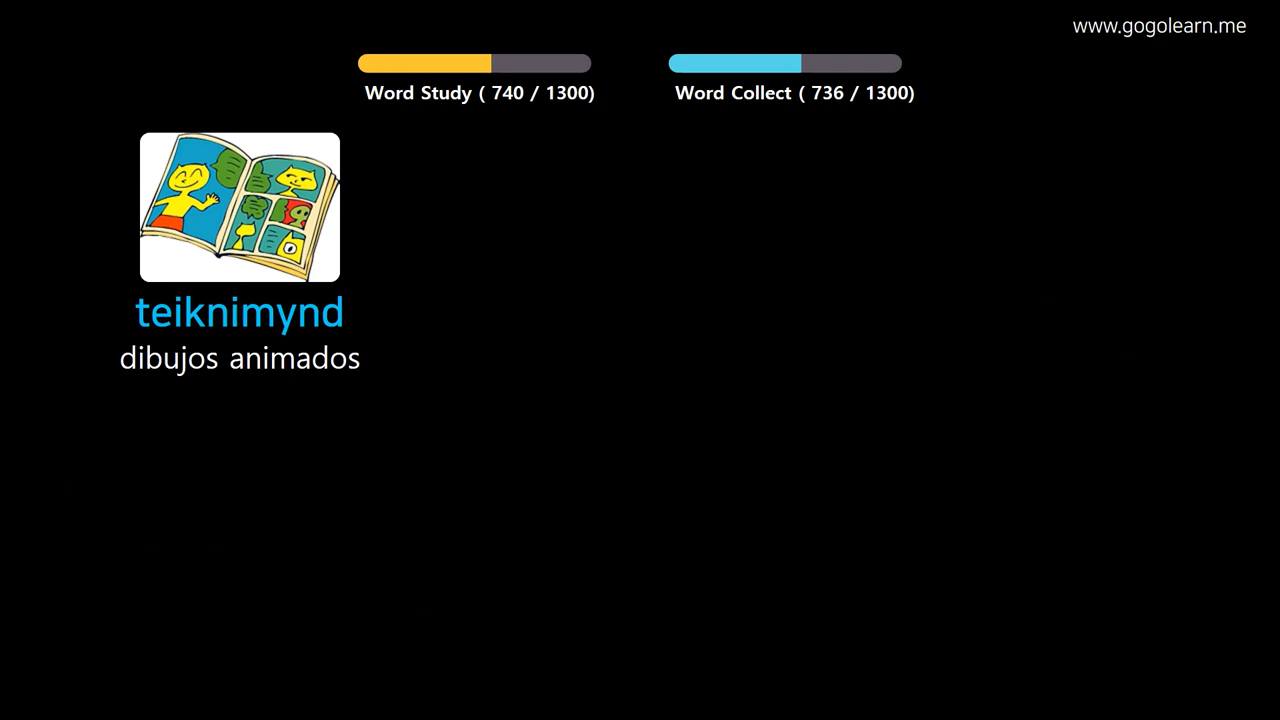 www.gogolearn.me
Word Study ( 740 / 1300)
Word Collect ( 736 / 1300)
teiknimynd
dibujos animados